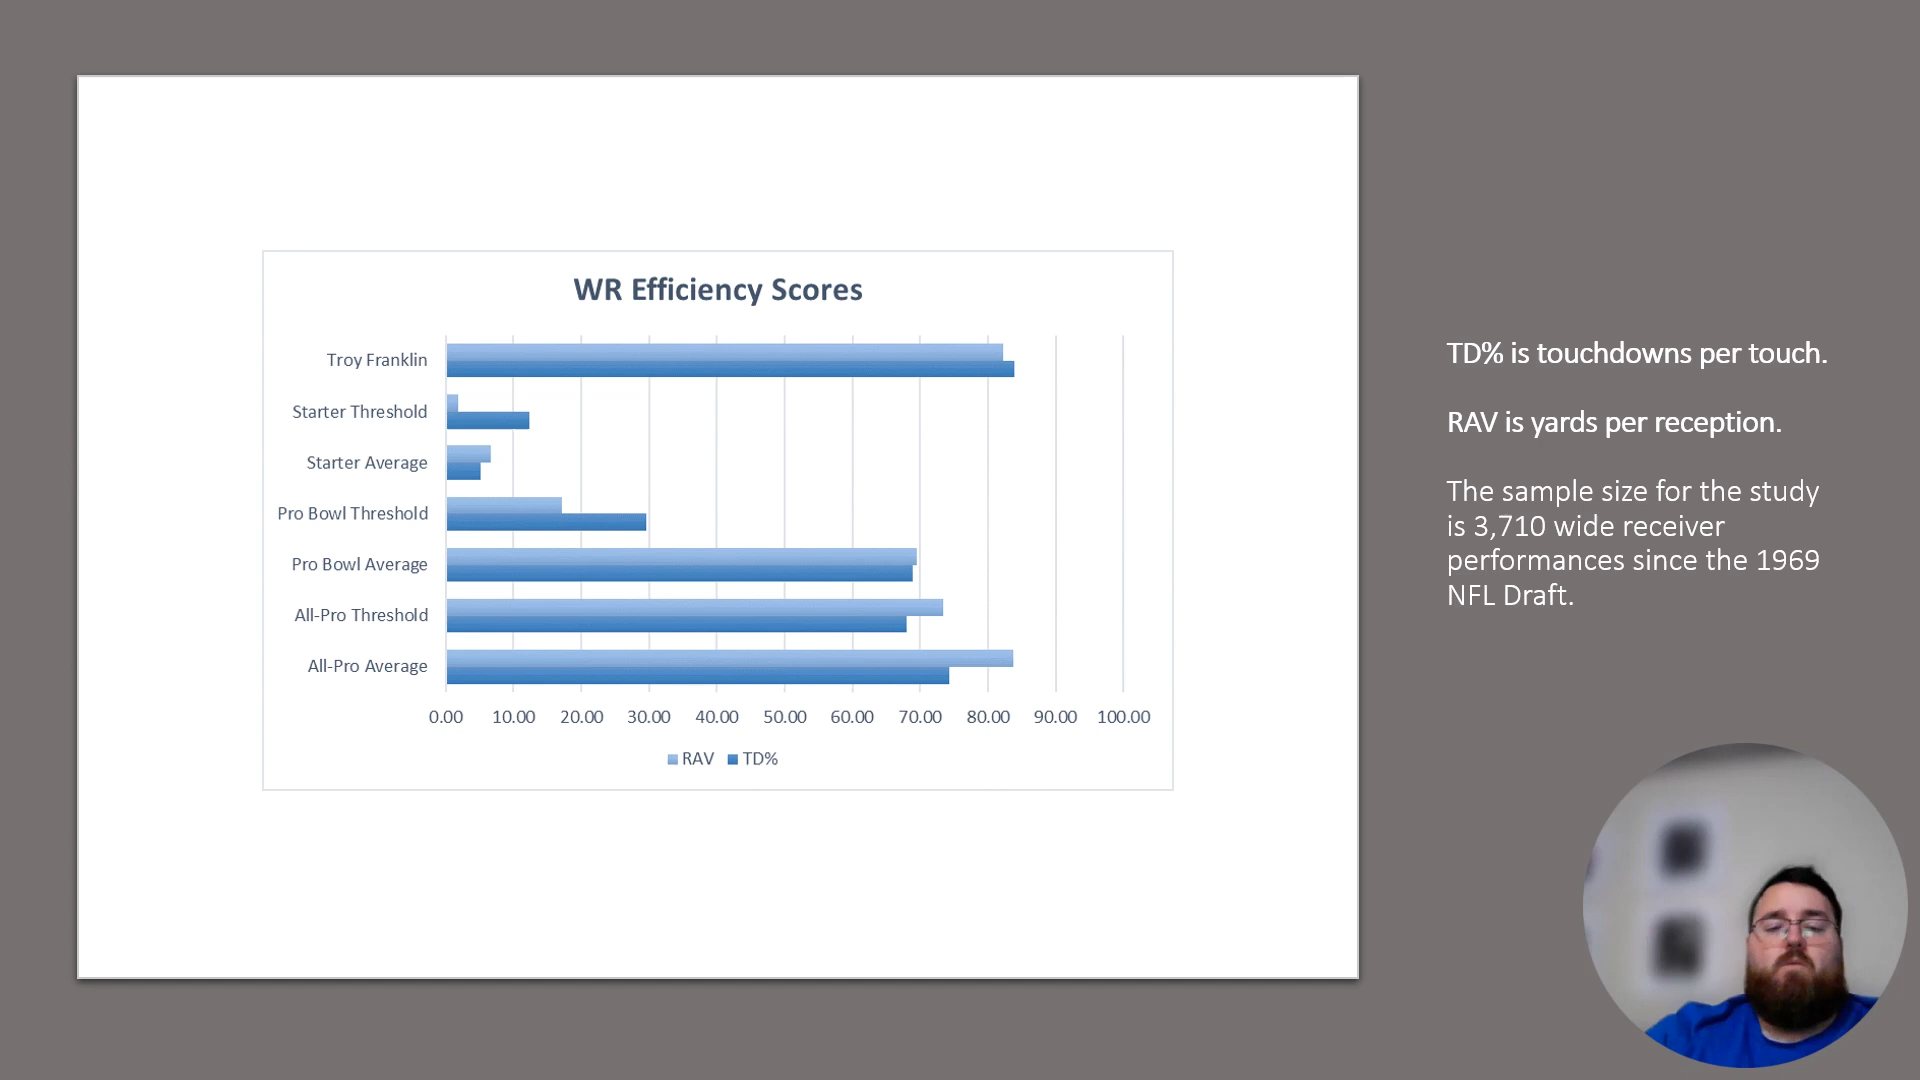 WR Efficiency Scores
Troy Franklin
Starter Threshold
Starter Average
Pro Bowl Threshold
Pro Bowl Average
All-Pro Threshold
All-Pro Average
0.00 10.00 20.00 30.00 40.00 50.00 60.00 70.00 80.00 90.00 100.00
RAV TD%
TD% is touchdowns per touch.
RAV is yards per reception.
The sample size for the study
is 3,710 wide receiver
performances since the 1969
NFL Draft.